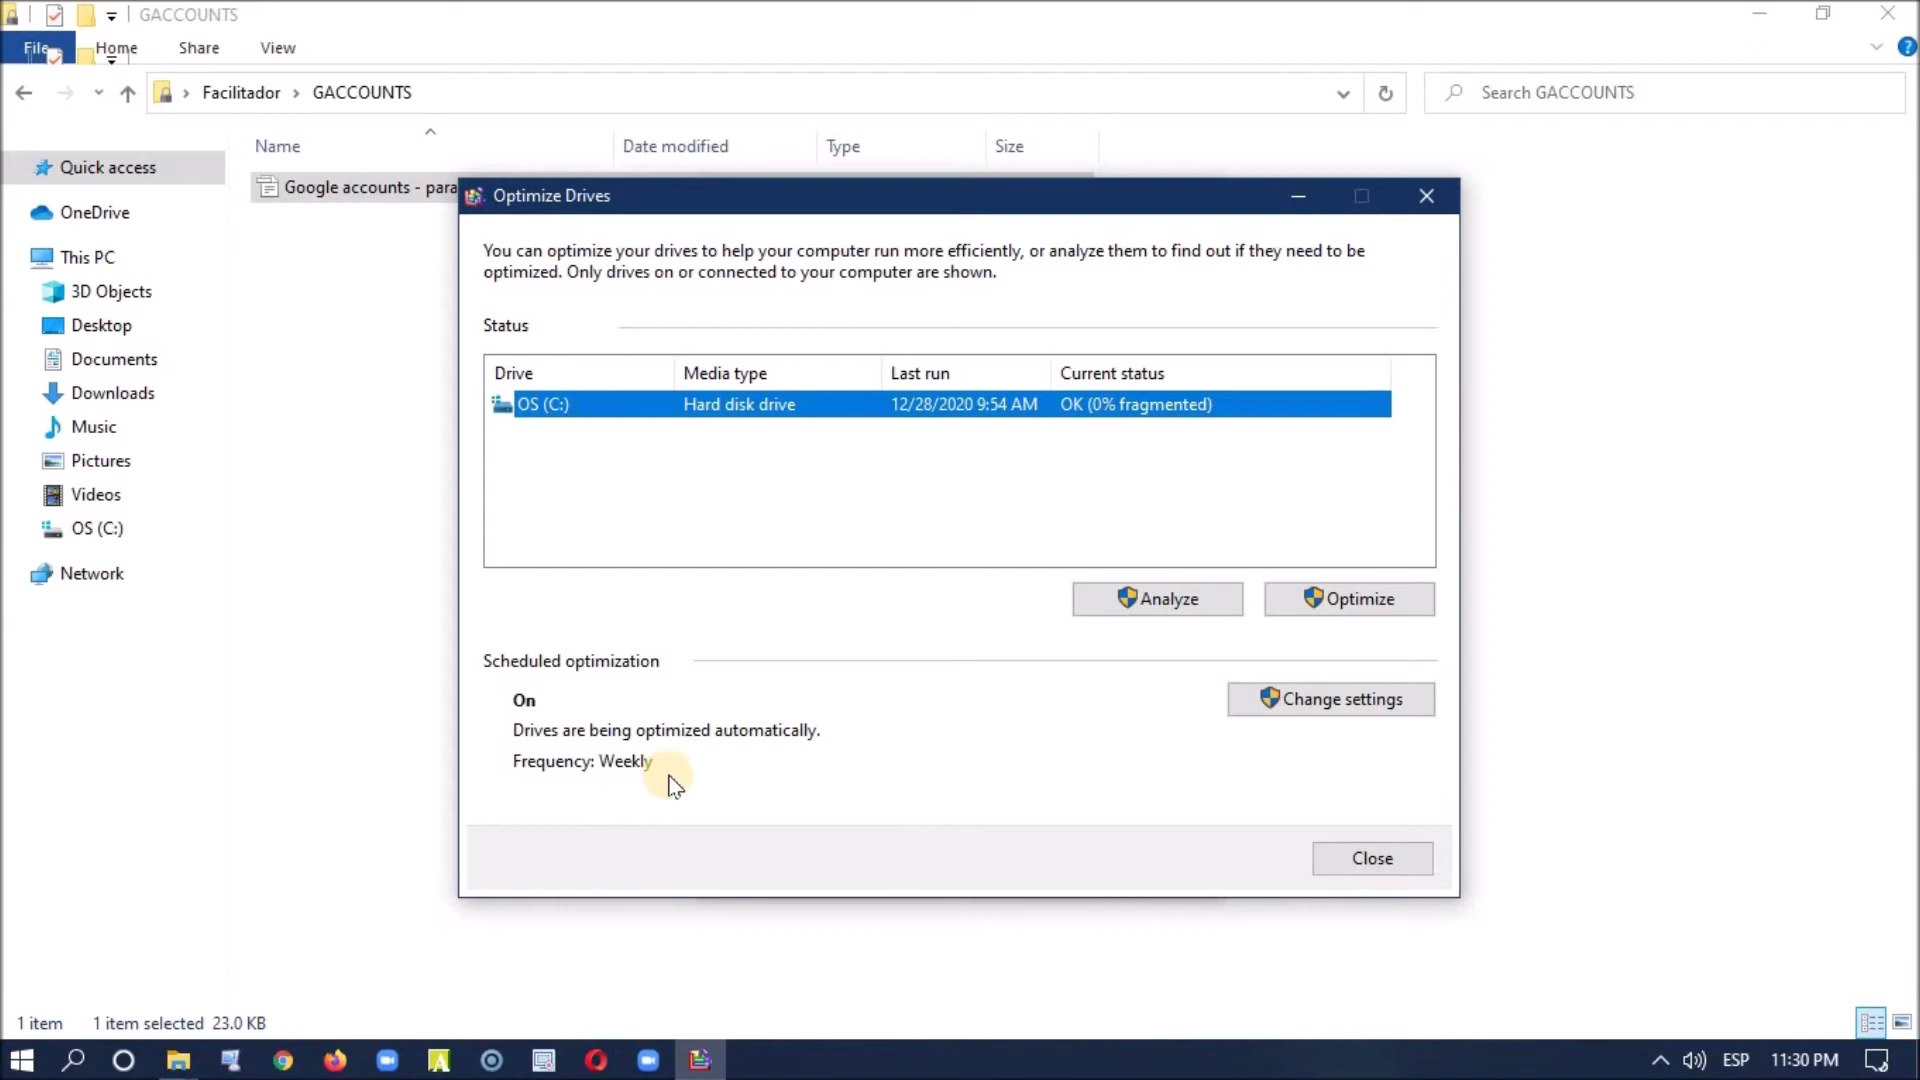 GACCOUNTS
File
Home
Share
View
Facilitador
GACCOUNTS
Search GACCOUNTS
Name
Date modified
Type
Size
Quick access
OneDrive
This PC
3D Objects
Desktop
Documents
Downloads
Music
Pictures
Videos
OS (C:)
Network
Google accounts - para
Optimize Drives
You can optimize your drives to help your computer run more efficiently, or analyze them to find out if they need to be
optimized. Only drives on or connected to your computer are shown.
Status
Drive Media type Last run Current status
OS (C:) Hard disk drive 12/28/2020 9:54 AM OK (0% fragmented)
Analyze
Optimize
Scheduled optimization
On
Change settings
Drives are being optimized automatically.
Frequency: Weekly
Close
1 item 1 item selected 23.0 KB
ESP 11:30 PM